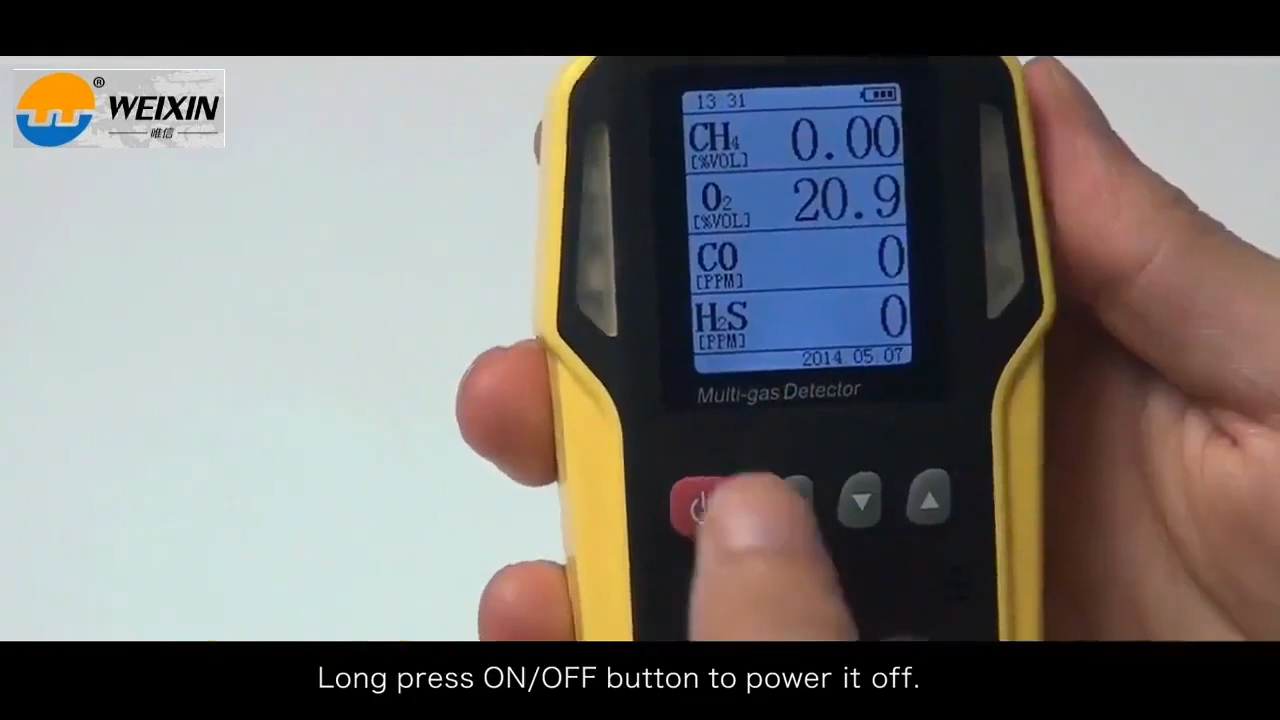 ®
WEIXIN
唯信
13 31
CH₄ 0.00
[%VOL]
O₂ 20.9
[%VOL]
CO 0
[PPM]
H₂S 0
[PPM]
2014.05.07
Multi-gas Detector
Long press ON/OFF button to power it off.